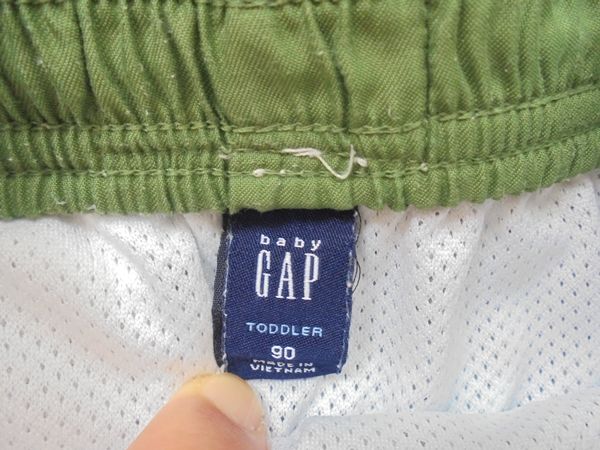 baby
GAP
TODDLER
90
MADE IN
VIETNAM